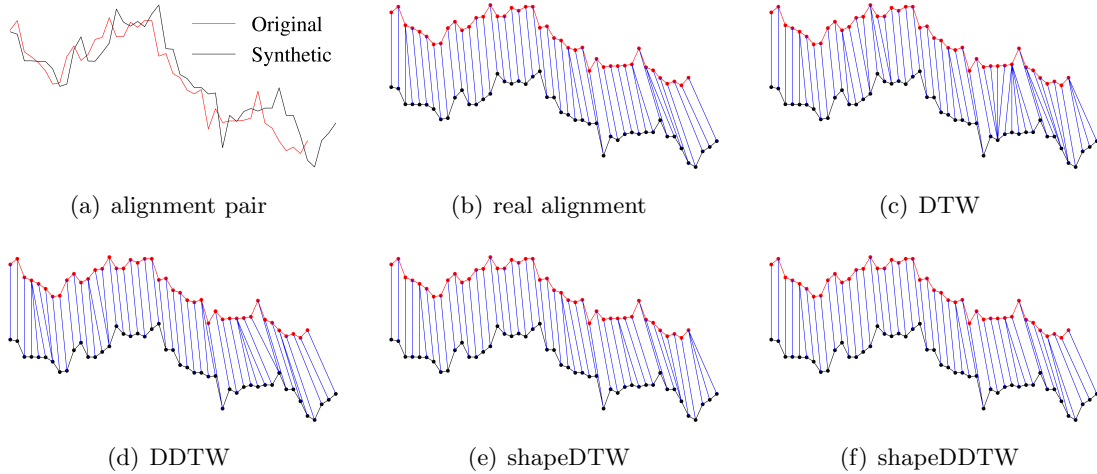 Original
Synthetic
(a) alignment pair
(b) real alignment
(c) DTW
(d) DDTW
(e) shapeDTW
(f) shapeDDTW